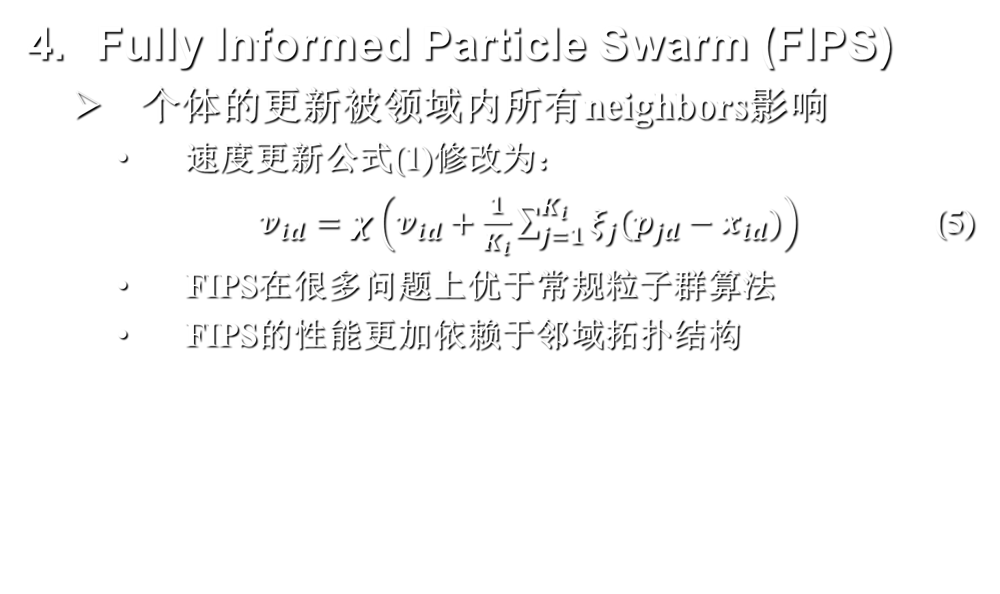 4. Fully Informed Particle Swarm (FIPS)
➢ 个体的更新被领域内所有neighbors影响
• 速度更新公式(1)修改为：
$v_{id} = \chi \left( v_{id} + \frac{1}{K_i} \sum_{j=1}^{K_i} \xi_j (p_{jd} - x_{id}) \right)$ (5)
• FIPS在很多问题上优于常规粒子群算法
• FIPS的性能更加依赖于邻域拓扑结构